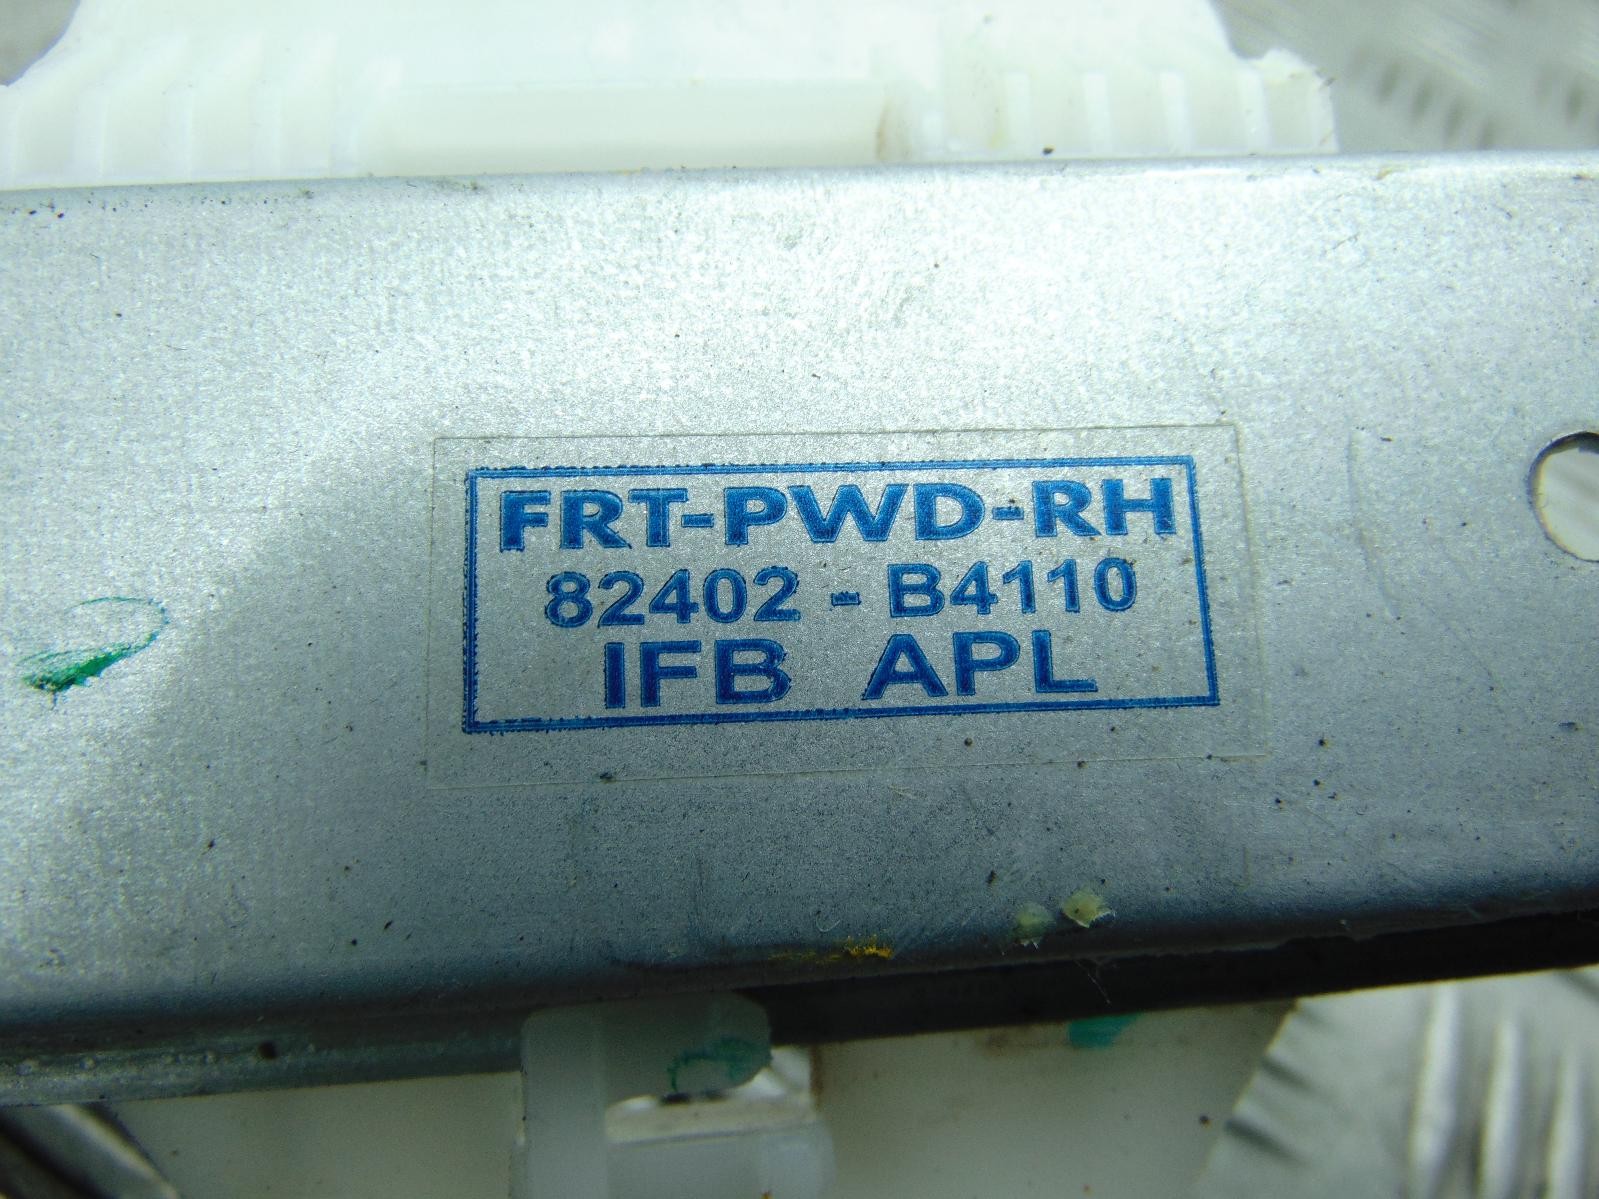 FRT-PWD-RH
82402 - B4110
IFB APL